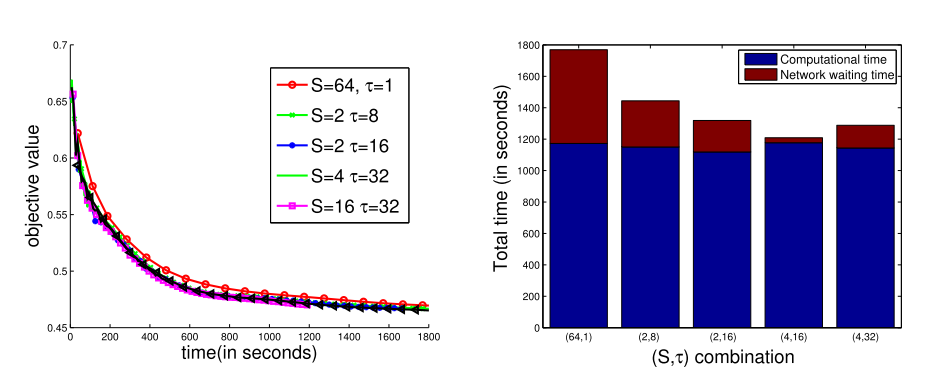 0.7
0.65
0.6
0.55
0.5
0.45
objective value
0 200 400 600 800 1000 1200 1400 1600 1800
time(in seconds)
S=64, τ=1
S=2 τ=8
S=2 τ=16
S=4 τ=32
S=16 τ=32
1800
1600
1400
1200
1000
800
600
400
200
0
Total time (in seconds)
Computational time
Network waiting time
(64,1) (2,8) (2,16) (4,16) (4,32)
(S,τ) combination